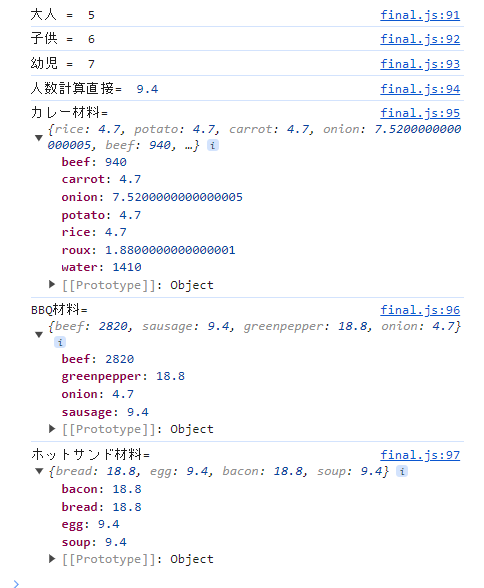 大人 =  5 final.js:91
子供 =  6 final.js:92
幼児 =  7 final.js:93
人数計算直接=  9.4 final.js:94
カレー材料= final.js:95
{rice: 4.7, potato: 4.7, carrot: 4.7, onion: 7.5200000000
000005, beef: 940, …} i
beef: 940
carrot: 4.7
onion: 7.5200000000000005
potato: 4.7
rice: 4.7
roux: 1.8800000000000001
water: 1410
[[Prototype]]: Object
BBQ材料= final.js:96
{beef: 2820, sausage: 9.4, greenpepper: 18.8, onion: 4.7}
i
beef: 2820
greenpepper: 18.8
onion: 4.7
sausage: 9.4
[[Prototype]]: Object
ホットサンド材料= final.js:97
{bread: 18.8, egg: 9.4, bacon: 18.8, soup: 9.4} i
bacon: 18.8
bread: 18.8
egg: 9.4
soup: 9.4
[[Prototype]]: Object